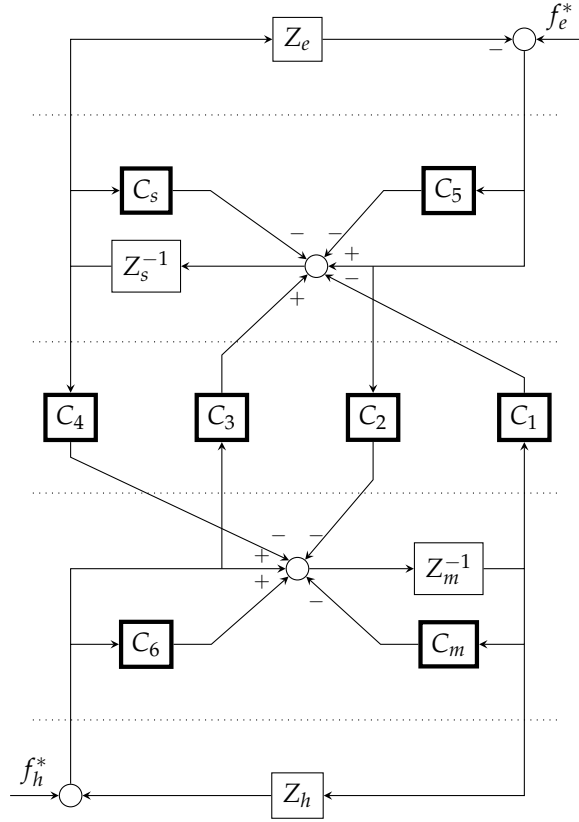 Z_e − f_e^*
C_s C_5
− −
Z_s^{-1} + −
+
C_4 C_3 C_2 C_1
− −
+ +
Z_m^{-1}
−
C_6 C_m
f_h^*
Z_h